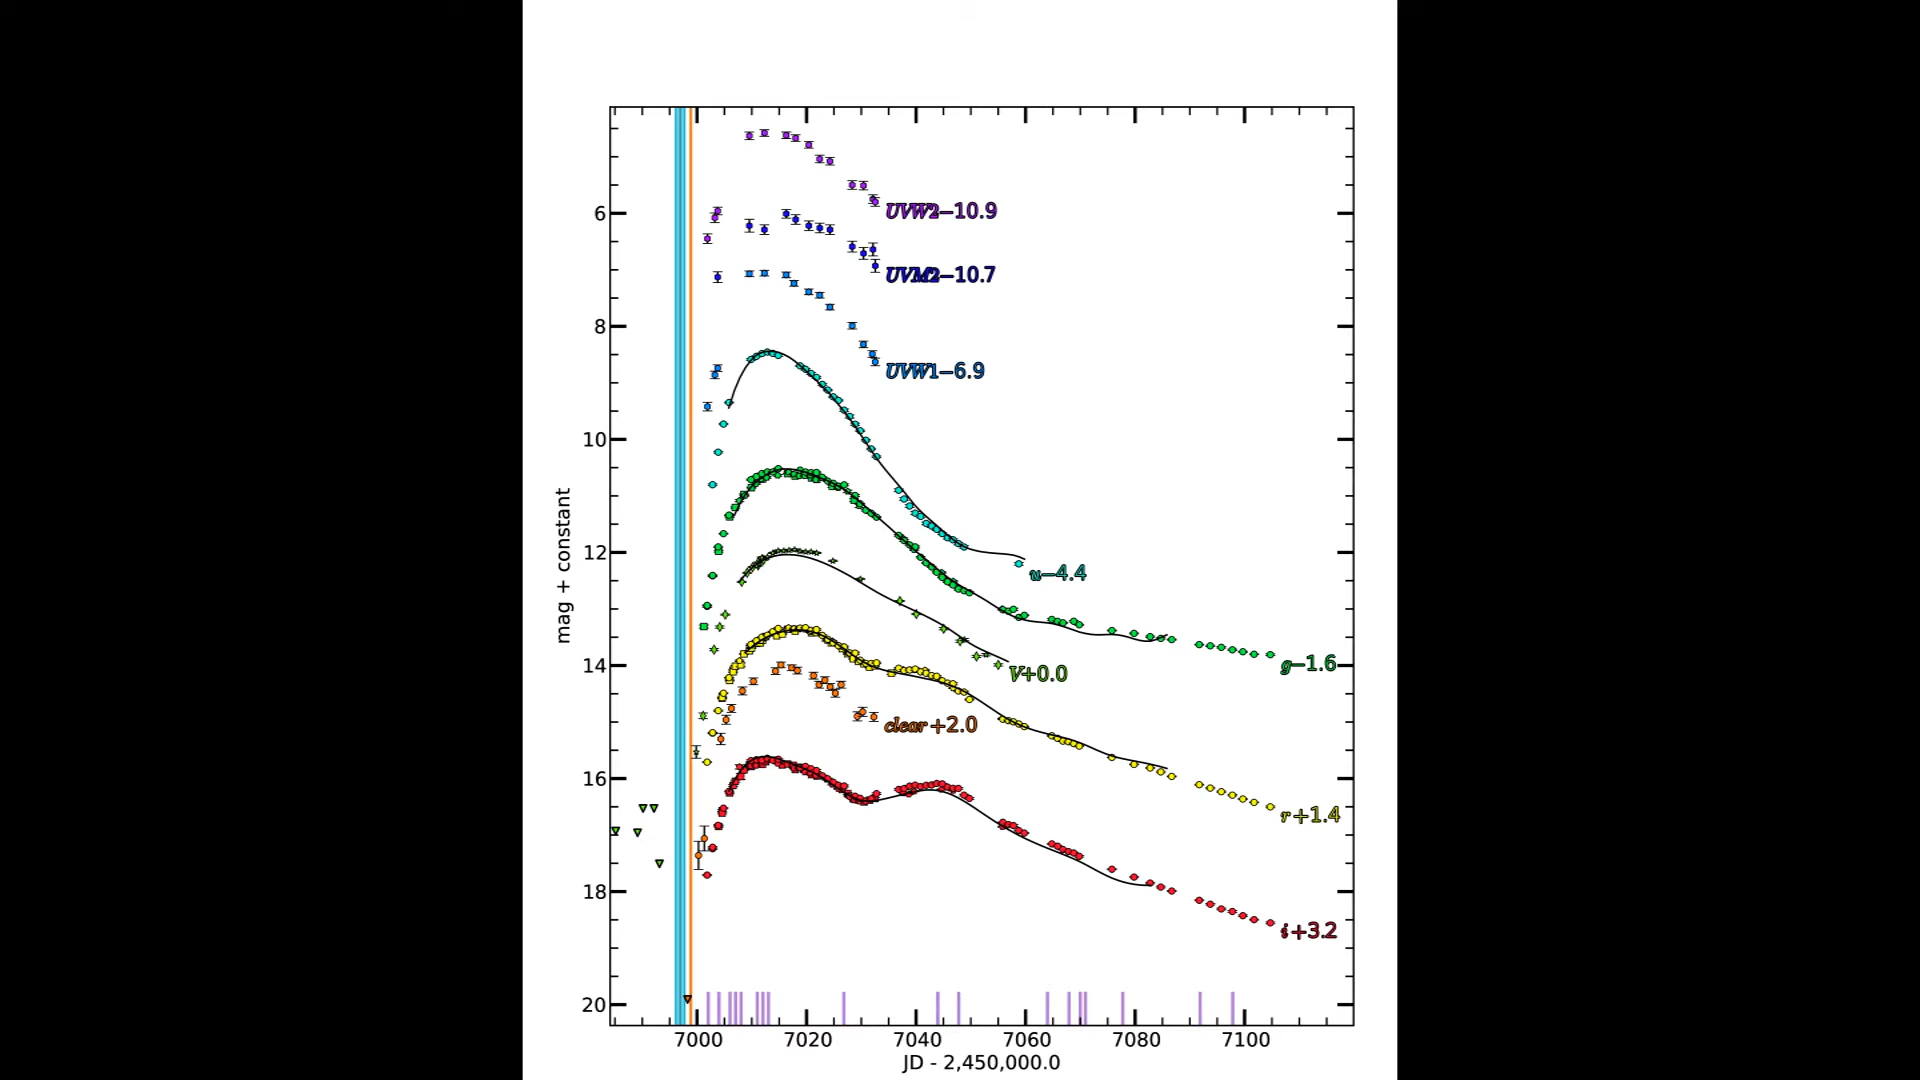 UVW2−10.9
6
UVM2−10.7
8
UVW1−6.9
10
mag + constant
12
u−4.4
14
g−1.6
V+0.0
clear+2.0
16
r+1.4
18
i+3.2
20
7000 7020 7040 7060 7080 7100
JD - 2,450,000.0